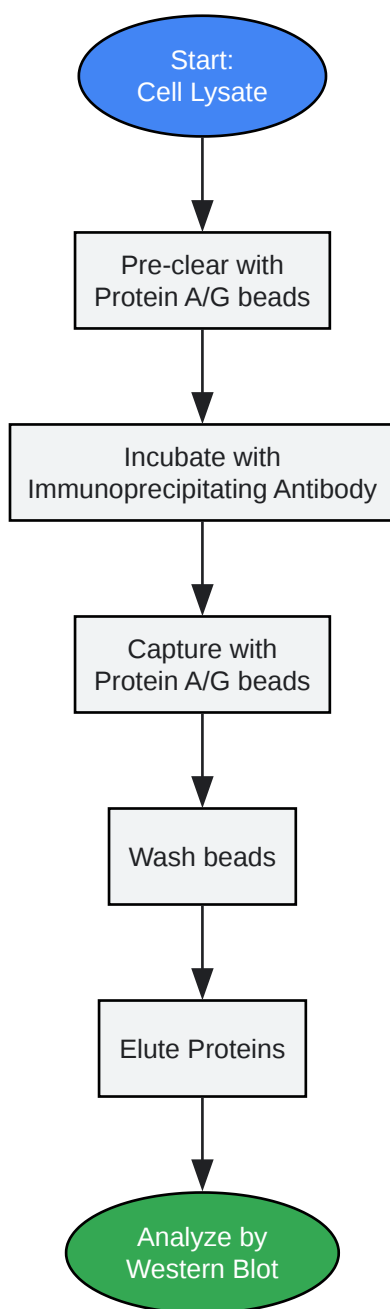 Start:
Cell Lysate
Pre-clear with
Protein A/G beads
Incubate with
Immunoprecipitating Antibody
Capture with
Protein A/G beads
Wash beads
Elute Proteins
Analyze by
Western Blot